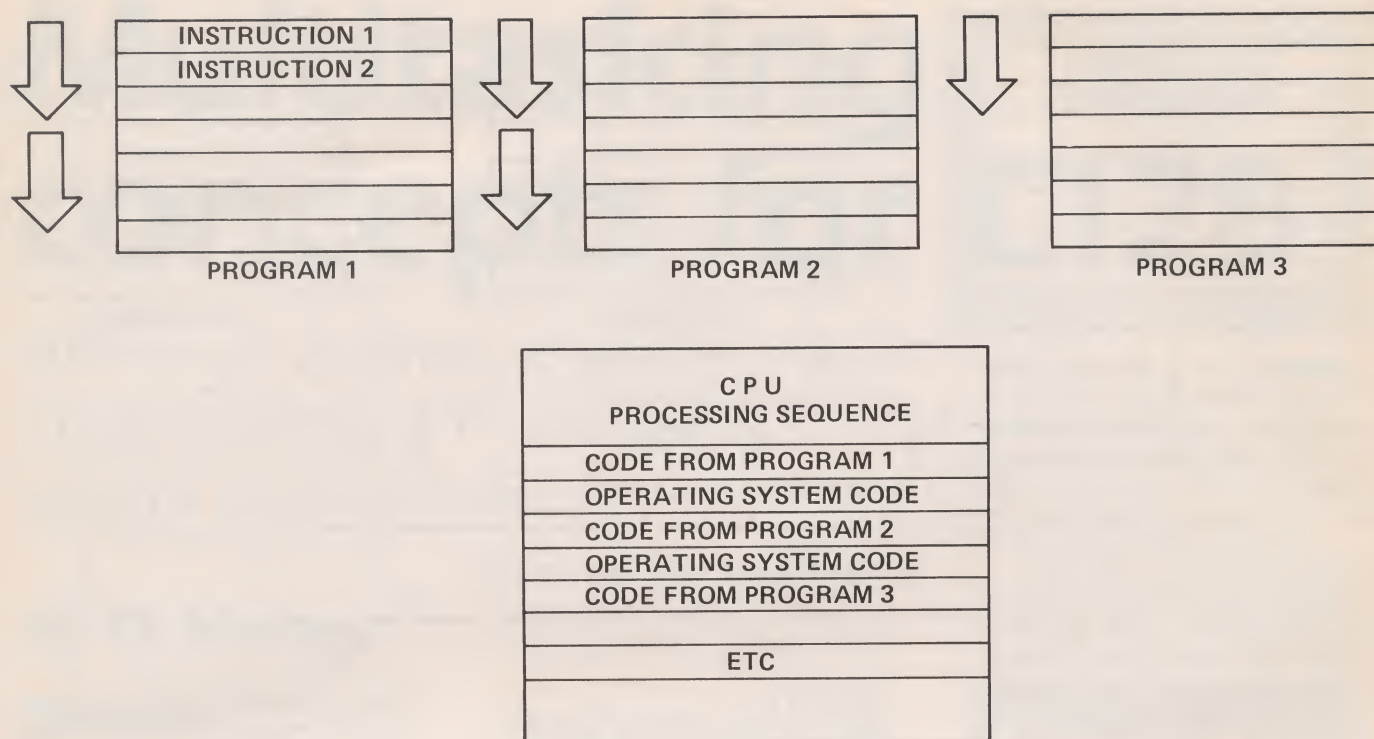 INSTRUCTION 1
INSTRUCTION 2
PROGRAM 1
PROGRAM 2
PROGRAM 3
C P U
PROCESSING SEQUENCE
CODE FROM PROGRAM 1
OPERATING SYSTEM CODE
CODE FROM PROGRAM 2
OPERATING SYSTEM CODE
CODE FROM PROGRAM 3
ETC